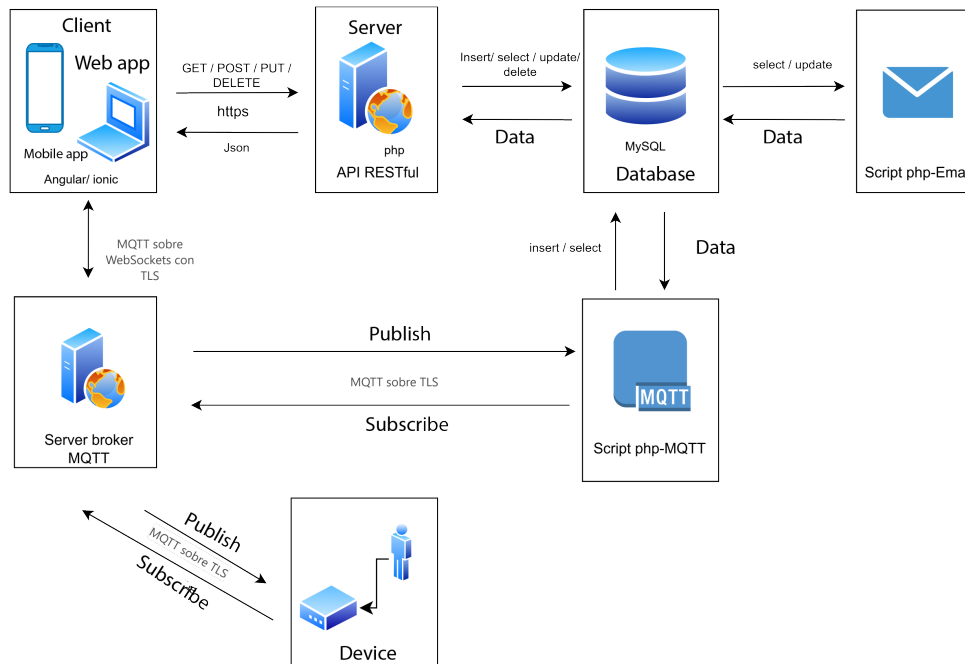 Client
Web app
Mobile app
Angular/ ionic
GET / POST / PUT /
DELETE
https
Json
Server
php
API RESTful
Insert/ select / update/
delete
Data
MySQL
Database
select / update
Data
Script php-Ema
MQTT sobre
WebSockets con
TLS
insert / select
Data
Server broker
MQTT
Publish
MQTT sobre TLS
Subscribe
MQTT
Script php-MQTT
Publish
MQTT sobre TLS
Subscribe
Device